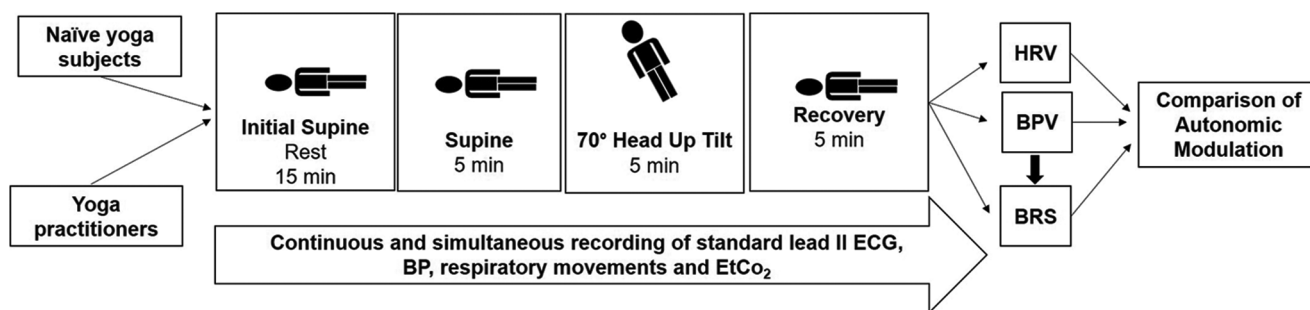 Naïve yoga
subjects
Yoga
practitioners
Initial Supine
Rest
15 min
Supine
5 min
70° Head Up Tilt
5 min
Recovery
5 min
Continuous and simultaneous recording of standard lead II ECG,
BP, respiratory movements and EtCo₂
HRV
BPV
BRS
Comparison of
Autonomic
Modulation